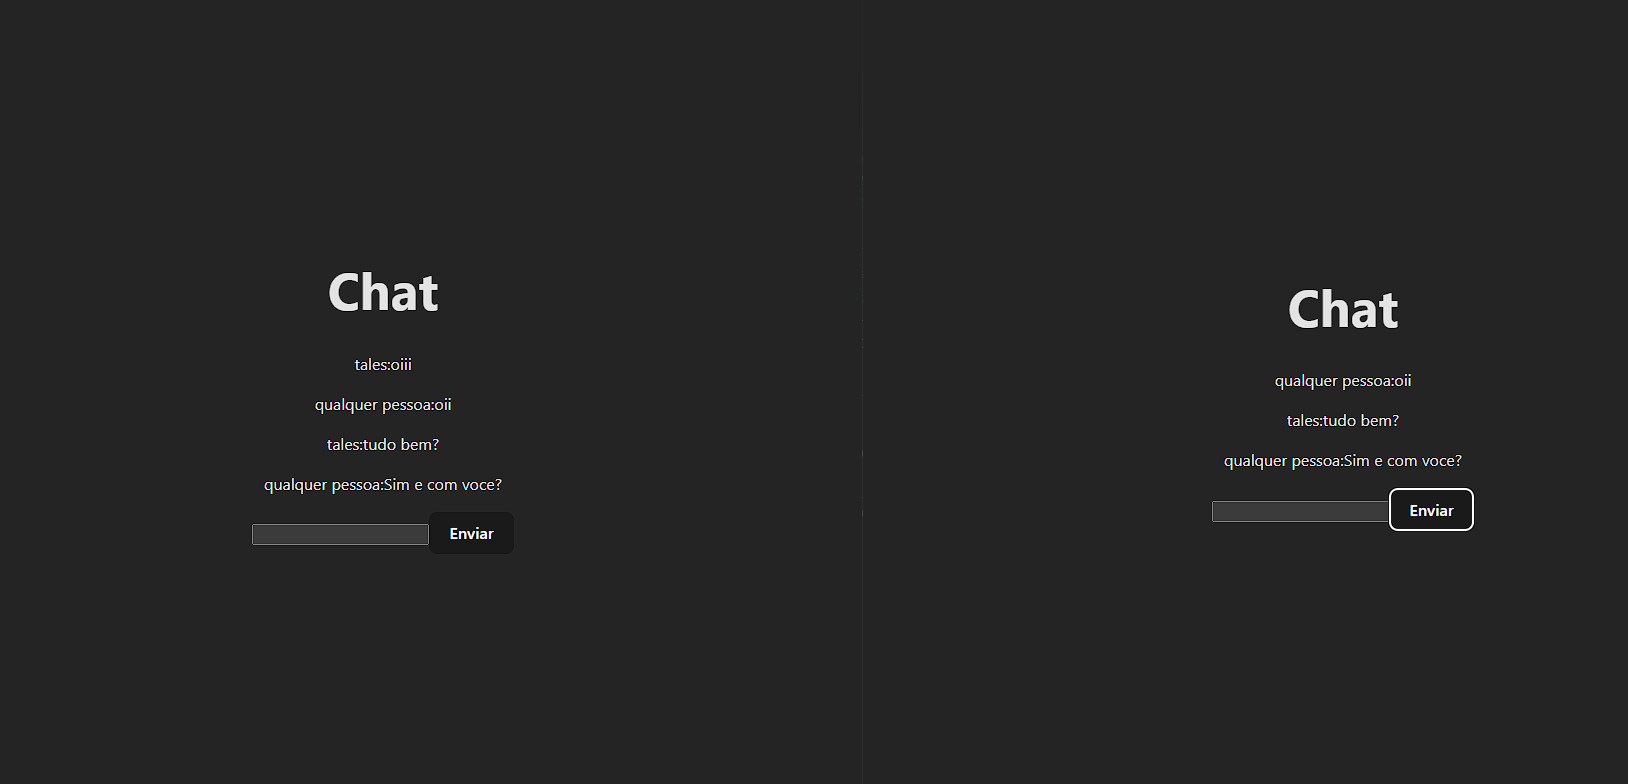 Chat
tales:oiii
qualquer pessoa:oii
tales:tudo bem?
qualquer pessoa:Sim e com voce?
Enviar
Chat
qualquer pessoa:oii
tales:tudo bem?
qualquer pessoa:Sim e com voce?
Enviar